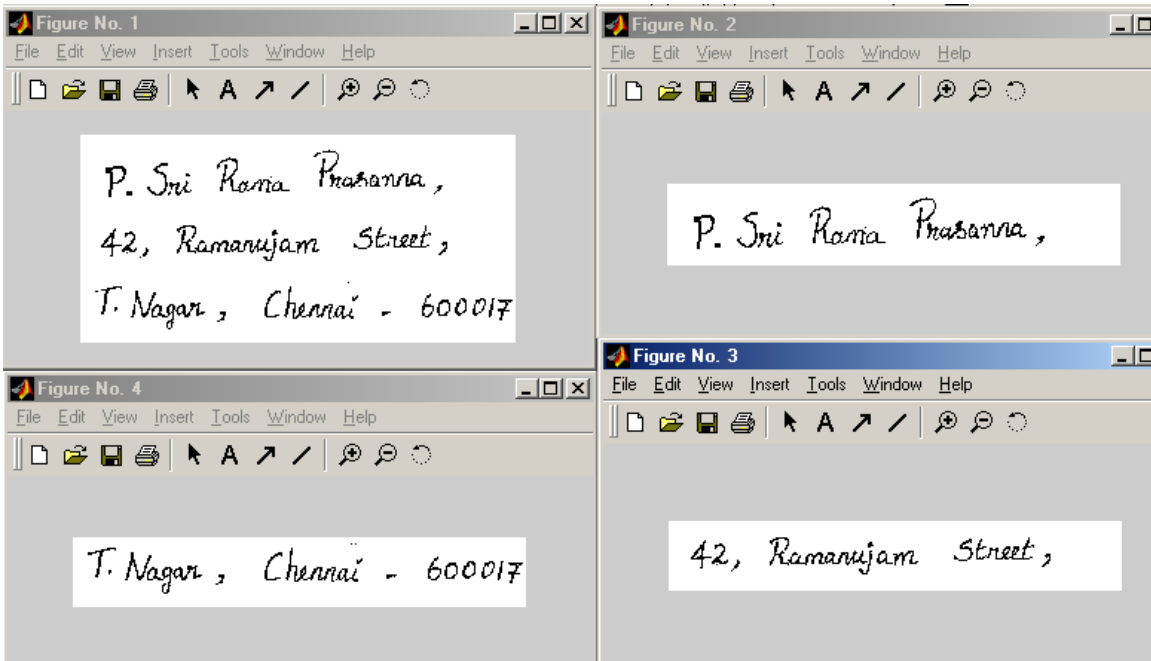 Figure No. 1
File Edit View Insert Tools Window Help
P. Sri Rama Prasanna,
42, Ramanujam Street,
T. Nagar, Chennai - 600017
Figure No. 2
File Edit View Insert Tools Window Help
P. Sri Rama Prasanna,
Figure No. 4
File Edit View Insert Tools Window Help
T. Nagar, Chennai - 600017
Figure No. 3
File Edit View Insert Tools Window Help
42, Ramanujam Street,